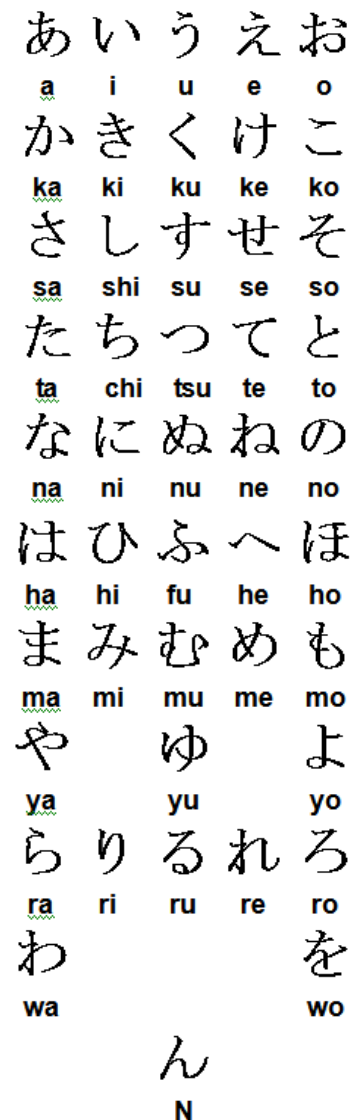 あ い う え お
a i u e o
か き く け こ
ka ki ku ke ko
さ し す せ そ
sa shi su se so
た ち つ て と
ta chi tsu te to
な に ぬ ね の
na ni nu ne no
は ひ ふ へ ほ
ha hi fu he ho
ま み む め も
ma mi mu me mo
や ゆ よ
ya yu yo
ら り る れ ろ
ra ri ru re ro
わ を
wa wo
ん
N